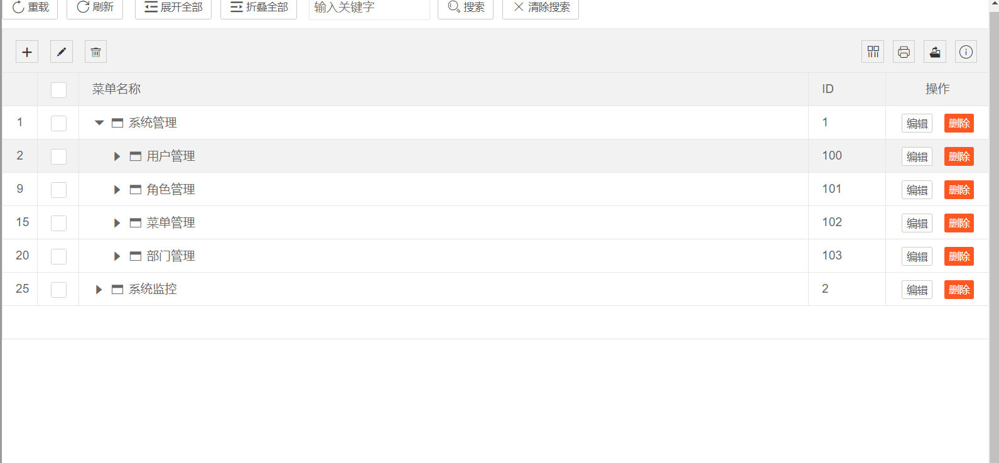 重载 刷新 展开全部 折叠全部 输入关键字 搜索 清除搜索
菜单名称 ID 操作
1 系统管理 1 编辑 删除
2 用户管理 100 编辑 删除
9 角色管理 101 编辑 删除
15 菜单管理 102 编辑 删除
20 部门管理 103 编辑 删除
25 系统监控 2 编辑 删除